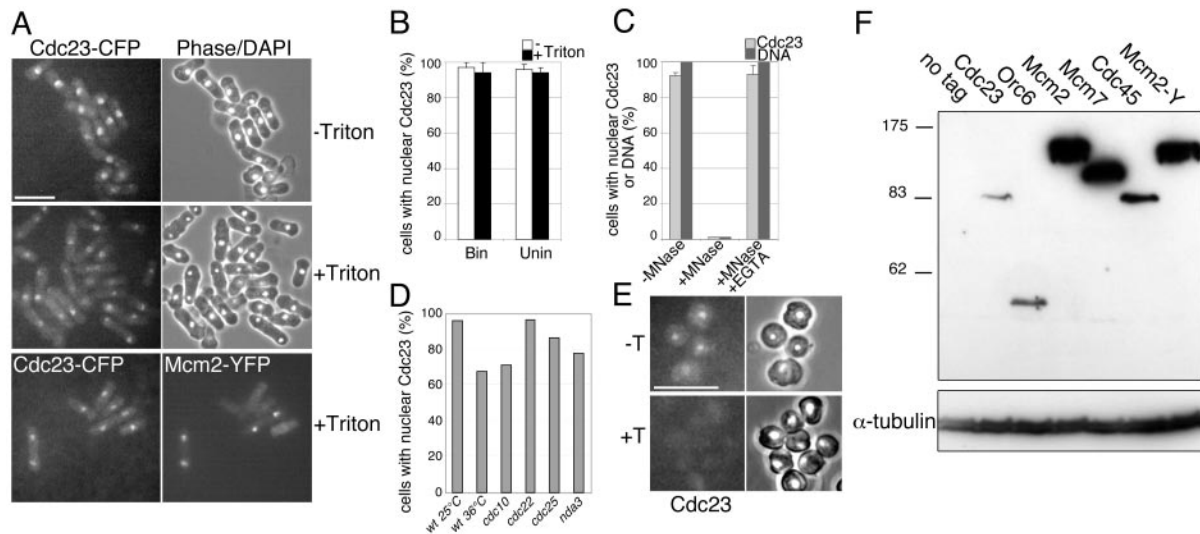 A
Cdc23-CFP
Phase/DAPI
-Triton
+Triton
Cdc23-CFP
Mcm2-YFP
+Triton
B
-
+ Triton
cells with nuclear Cdc23 (%)
100
80
60
40
20
0
Bin
Unin
C
Cdc23
DNA
cells with nuclear Cdc23
or DNA (%)
100
80
60
40
20
0
-MNase
+MNase
+MNase
+EGTA
D
cells with nuclear Cdc23 (%)
100
80
60
40
20
0
wt 25°C
wt 36°C
cdc10
cdc22
cdc25
nda3
E
-T
+T
Cdc23
F
no tag
Cdc23
Orc6
Mcm2
Mcm7
Cdc45
Mcm2-Y
175
83
62
α-tubulin